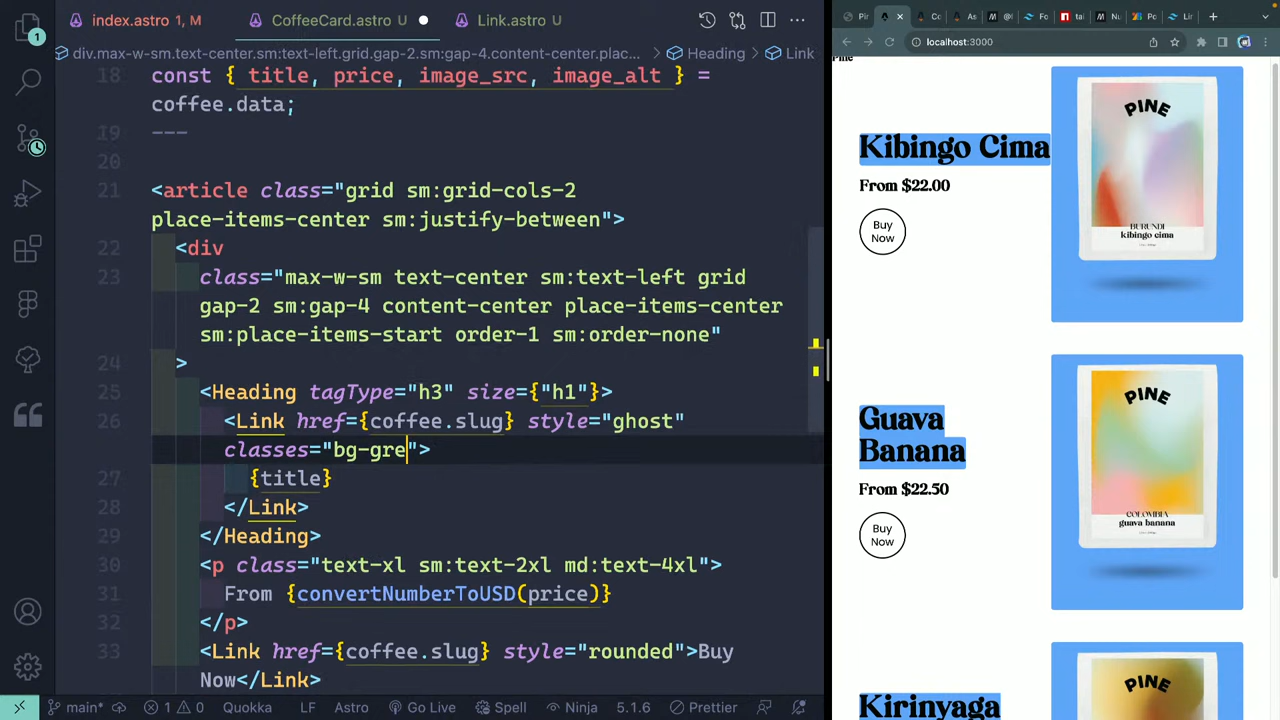 index.astro 1, M
CoffeeCard.astro U
Link.astro U
div.max-w-sm.text-center.sm:text-left.grid.gap-2.sm:gap-4.content-center.plac... Heading Link
18 const { title, price, image_src, image_alt } =
coffee.data;
19 ---
20
21 <article class="grid sm:grid-cols-2
place-items-center sm:justify-between">
22 <div
23 class="max-w-sm text-center sm:text-left grid
gap-2 sm:gap-4 content-center place-items-center
sm:place-items-start order-1 sm:order-none"
24 >
25 <Heading tagType="h3" size={"h1"}>
26 <Link href={coffee.slug} style="ghost"
classes="bg-gre">
27 {title}
28 </Link>
29 </Heading>
30 <p class="text-xl sm:text-2xl md:text-4xl">
31 From {convertNumberToUSD(price)}
32 </p>
33 <Link href={coffee.slug} style="rounded">Buy
Now</Link>
1
main*
1 0
Quokka
LF
Astro
Go Live
Spell
Ninja
5.1.6
Prettier
localhost:3000
Pine
Kibingo Cima
From $22.00
Buy
Now
PINE
BURUNDI
kibingo cima
Guava
Banana
From $22.50
Buy
Now
PINE
COLOMBIA
guava banana
Kirinyaga
PINE